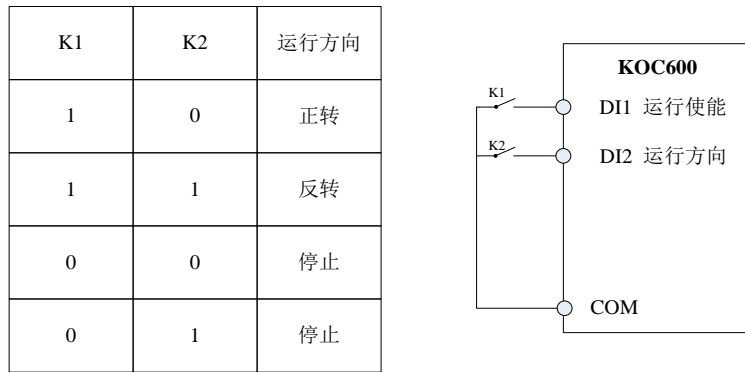 K1 K2 运行方向
1 0 正转
1 1 反转
0 0 停止
0 1 停止
KOC600
K1
DI1 运行使能
K2
DI2 运行方向
COM